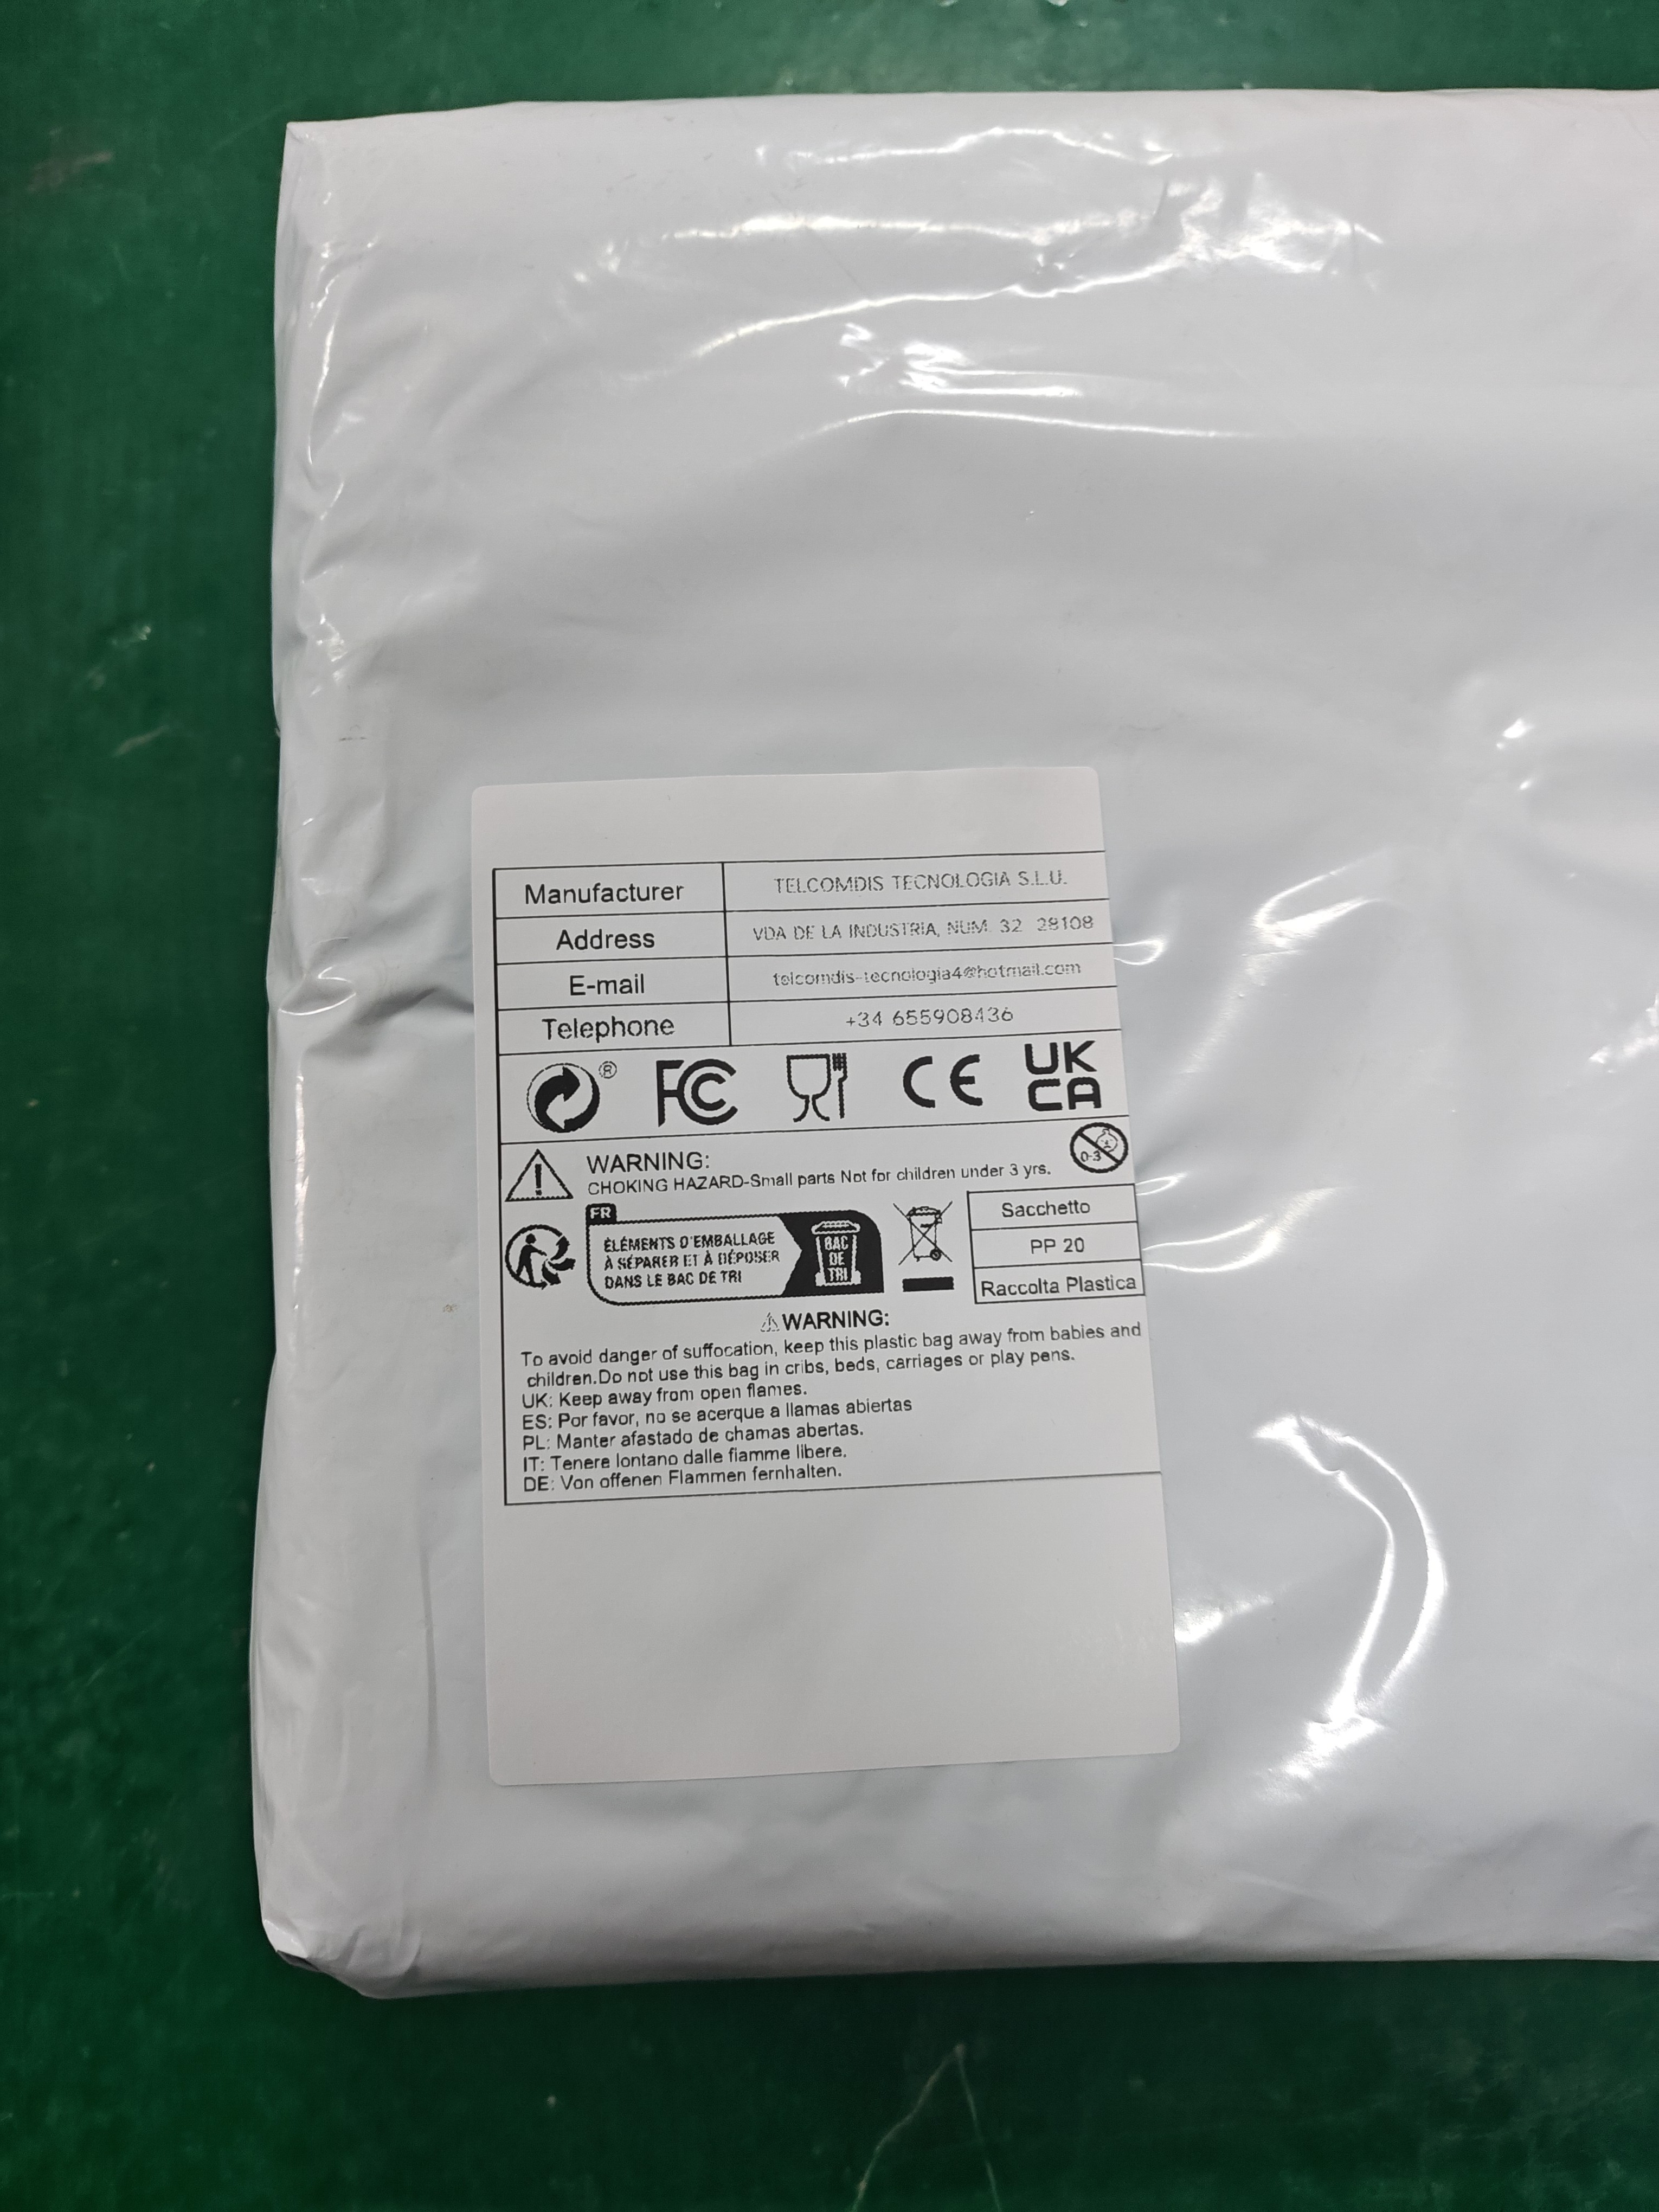 Manufacturer TELCOMDIS TECNOLOGIA S.L.U.
Address VDA DE LA INDUSTRIA, NUM. 32 28108
E-mail telcomdis-tecnologia4@hotmail.com
Telephone +34 655908436
® FC CE UK
CA
WARNING:
CHOKING HAZARD-Small parts Not for children under 3 yrs.
0-3
FR
ÉLÉMENTS D'EMBALLAGE
À SÉPARER ET À DÉPOSER
DANS LE BAC DE TRI
BAC
DE
TRI
Sacchetto
PP 20
Raccolta Plastica
WARNING:
To avoid danger of suffocation, keep this plastic bag away from babies and
children.Do not use this bag in cribs, beds, carriages or play pens.
UK: Keep away from open flames.
ES: Por favor, no se acerque a llamas abiertas
PL: Manter afastado de chamas abertas.
IT: Tenere lontano dalle fiamme libere.
DE: Von offenen Flammen fernhalten.